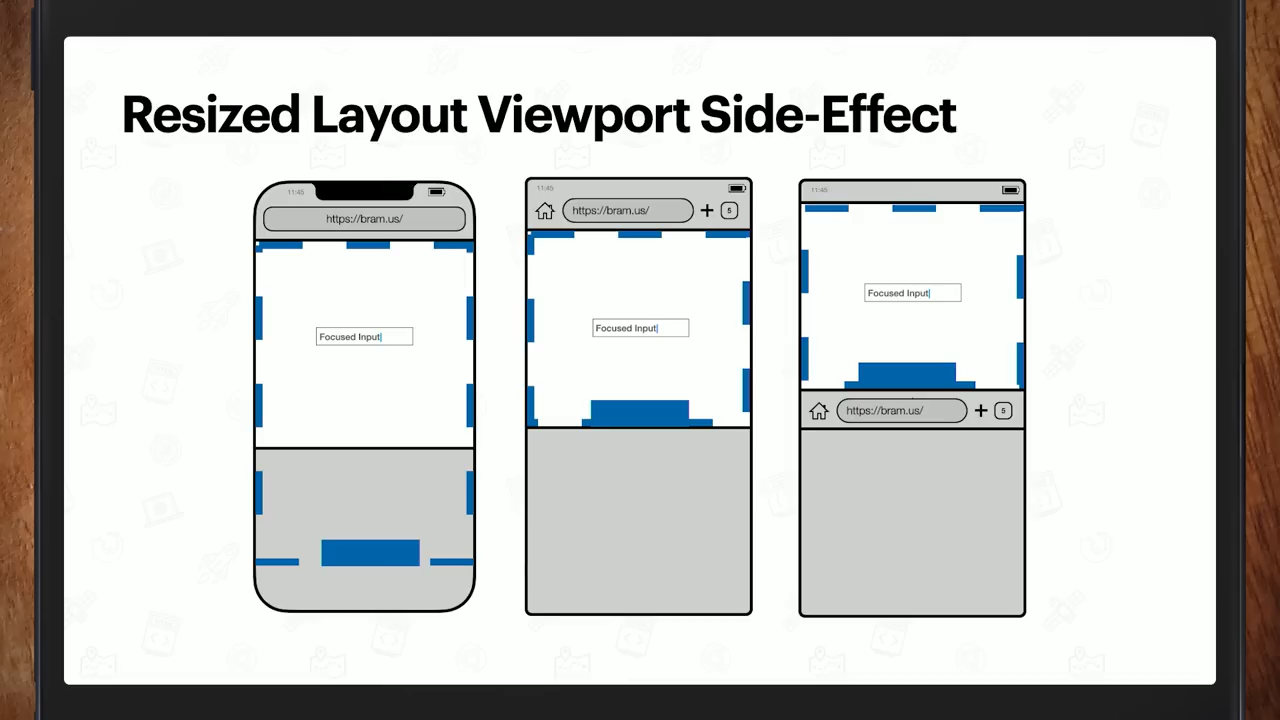 Resized Layout Viewport Side-Effect
11:45
https://bram.us/
Focused Input
11:45
https://bram.us/
5
Focused Input
11:45
Focused Input
https://bram.us/
5